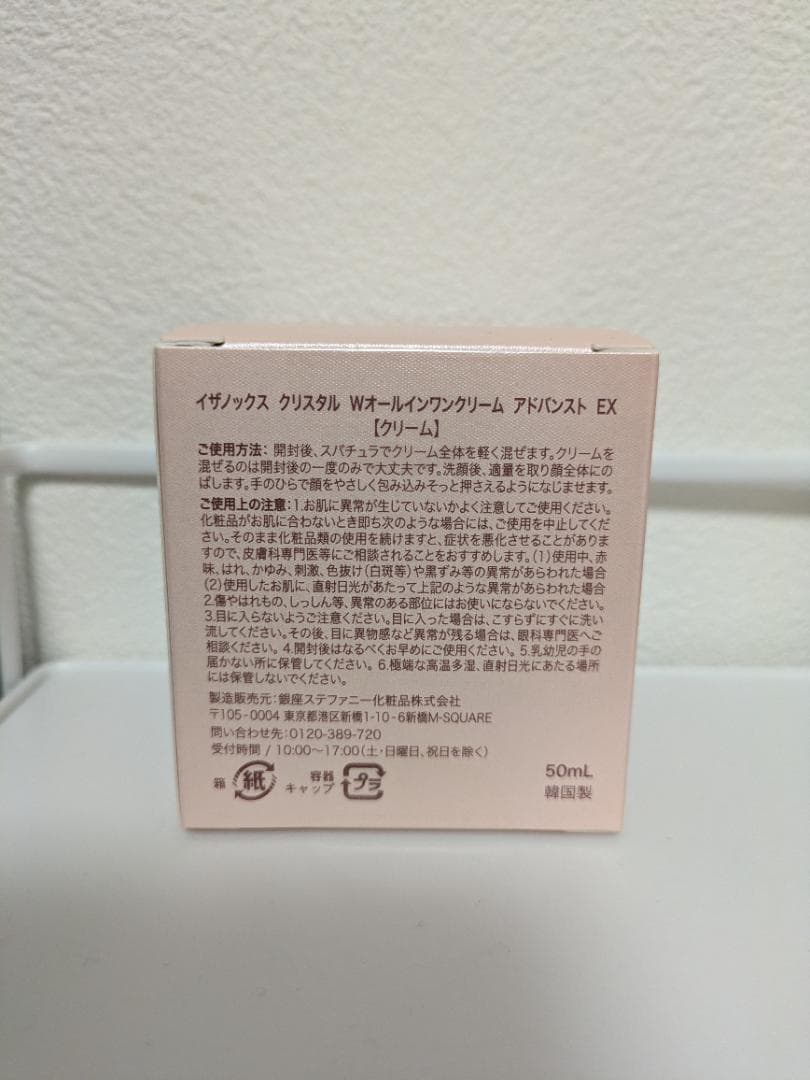 イザノックス クリスタル Wオールインワンクリーム アドバンスト EX
【クリーム】
ご使用方法：開封後、スパチュラでクリーム全体を軽く混ぜます。クリームを
混ぜるのは開封後の一度のみで大丈夫です。洗顔後、適量を取り顔全体にの
ばします。手のひらで顔をやさしく包み込みそっと押さえるようになじませます。
ご使用上の注意：1.お肌に異常が生じていないかよく注意してご使用ください。
化粧品がお肌に合わないとき即ち次のような場合には、ご使用を中止してくだ
さい。そのまま化粧品類の使用を続けますと、症状を悪化させることがありま
すので、皮膚科専門医等にご相談されることをおすすめします。（1）使用中、赤
味、はれ、かゆみ、刺激、色抜け（白斑等）や黒ずみ等の異常があらわれた場合
（2）使用したお肌に、直射日光があたって上記のような異常があらわれた場合
2.傷やはれもの、しっしん等、異常のある部位にはお使いにならないでください。
3.目に入らないようご注意ください。目に入った場合は、こすらずにすぐに洗い
流してください。その後、目に異物感など異常が残る場合は、眼科専門医へご
相談ください。 4.開封後はなるべくお早めにご使用ください。 5.乳幼児の手の
届かない所に保管してください。 6.極端な高温多湿、直射日光にあたる場所
には保管しないでください。
製造販売元：銀座ステファニー化粧品株式会社
〒105-0004 東京都港区新橋1-10-6新橋M-SQUARE
問い合わせ先：0120-389-720
受付時間 / 10:00～17:00（土・日曜日、祝日を除く）
箱 紙 容器 キャップ プラ 50mL
韓国製